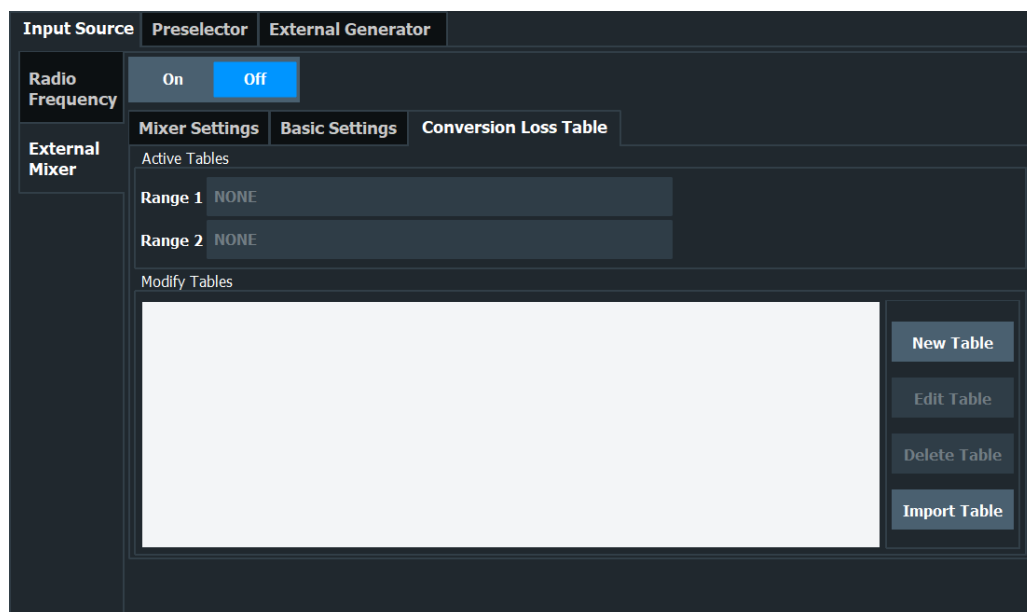 Input Source Preselector External Generator
Radio
Frequency
On Off
Mixer Settings Basic Settings Conversion Loss Table
External
Mixer
Active Tables
Range 1 NONE
Range 2 NONE
Modify Tables
New Table
Edit Table
Delete Table
Import Table